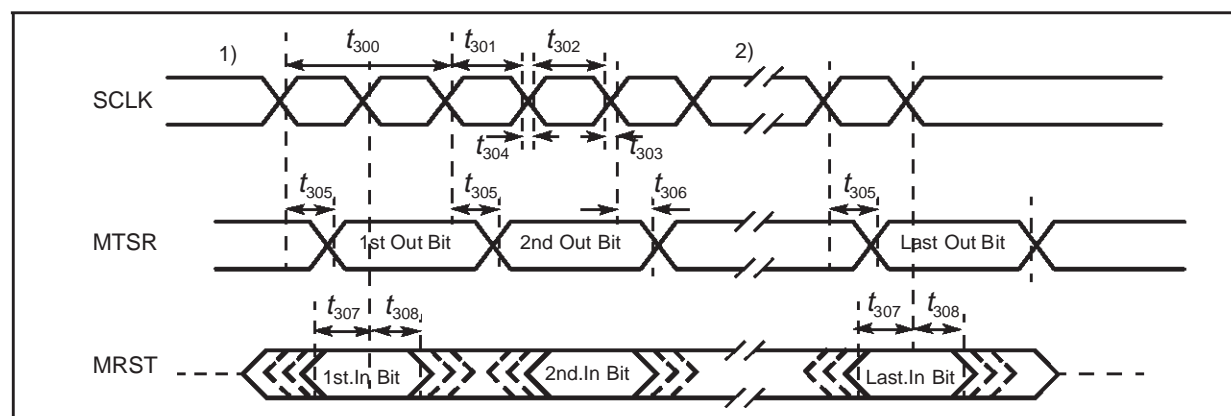 1) t300 t301 t302 2)
SCLK
t304 t303
t305 t305 t306 t305
MTSR 1st Out Bit 2nd Out Bit Last Out Bit
t307 t308 t307 t308
MRST 1st.In Bit 2nd.In Bit Last.In Bit